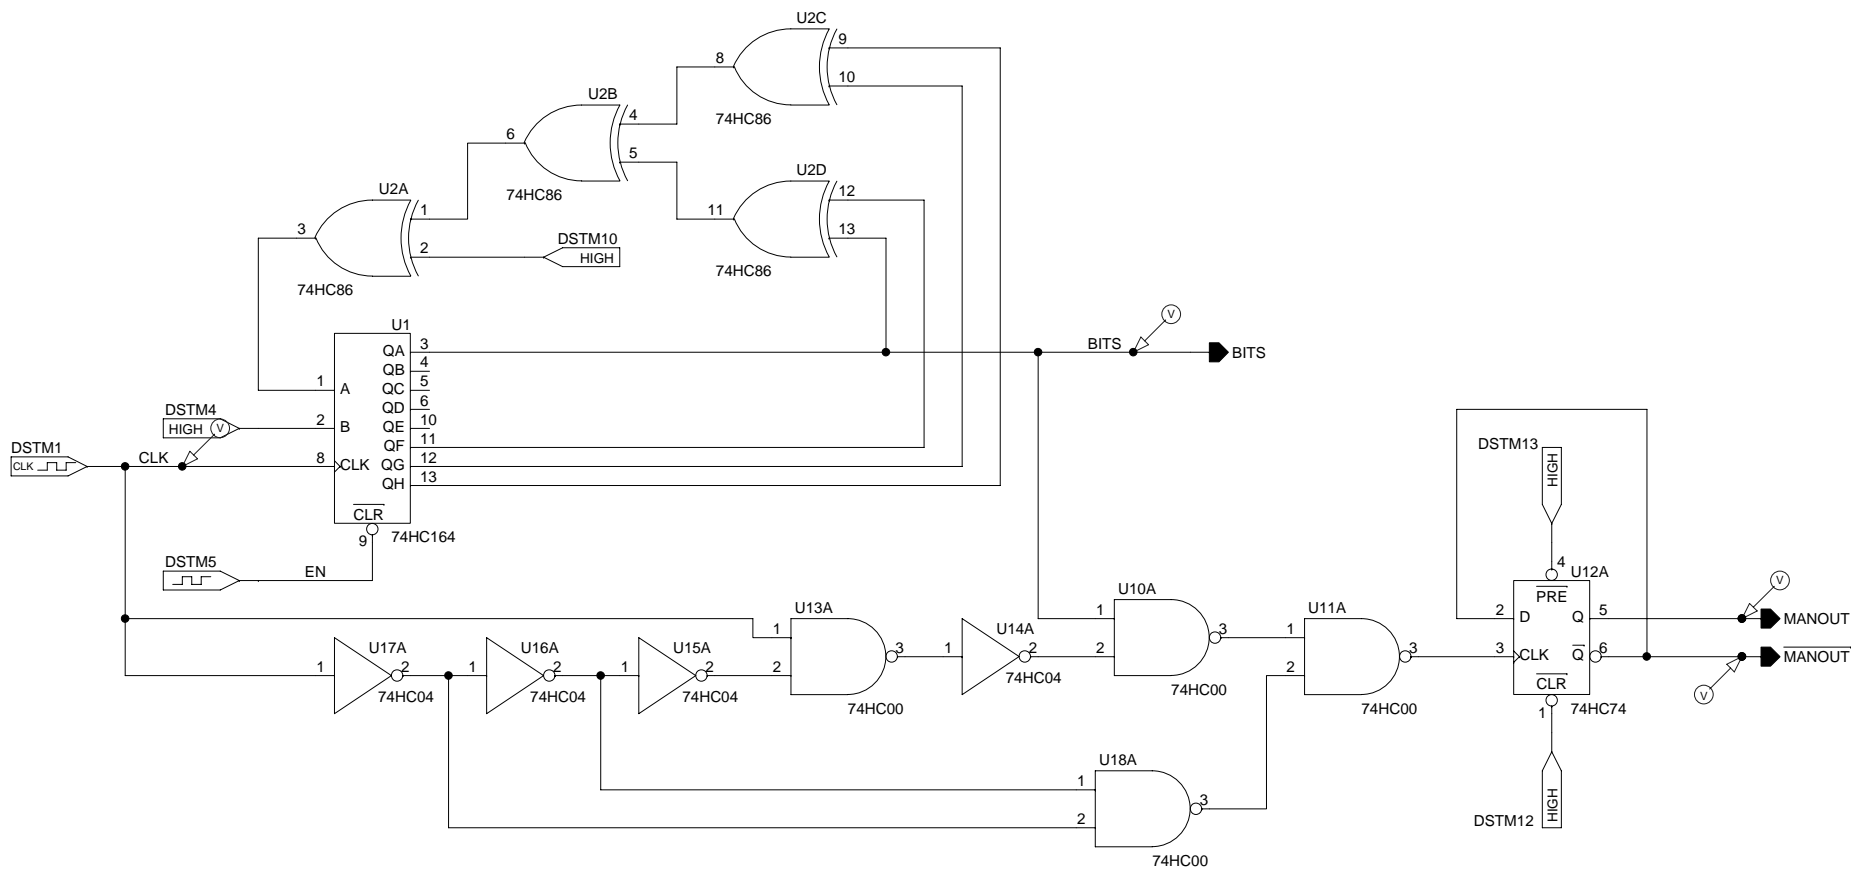 U2C
9
8
10
74HC86
U2B
4
6
5
74HC86
U2D
12
11
13
74HC86
U2A
1
3
2
74HC86
DSTM10
HIGH
U1
QA 3
QB 4
QC 5
QD 6
QE 10
QF 11
QG 12
QH 13
1 A
2 B
8 CLK
CLR
9
74HC164
DSTM4
HIGH V
DSTM1
CLK
CLK
V
BITS
BITS
DSTM5
EN
U17A
1 2
74HC04
U16A
1 2
74HC04
U15A
1 2
74HC04
U13A
1
2
3
74HC00
U14A
1 2
74HC04
U10A
1
2
3
74HC00
U11A
1
2
3
74HC00
U18A
1
2
3
74HC00
DSTM13
HIGH
4
U12A
PRE
2 D
Q 5
3 CLK
Q 6
CLR
1
74HC74
DSTM12
HIGH
V
MANOUT
MANOUT
V